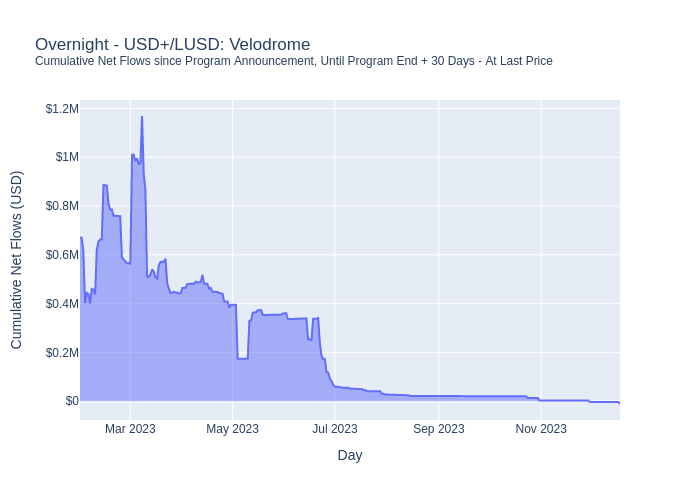 Overnight - USD+/LUSD: Velodrome
Cumulative Net Flows since Program Announcement, Until Program End + 30 Days - At Last Price
Cumulative Net Flows (USD)
$1.2M
$1M
$0.8M
$0.6M
$0.4M
$0.2M
$0
Mar 2023 May 2023 Jul 2023 Sep 2023 Nov 2023
Day